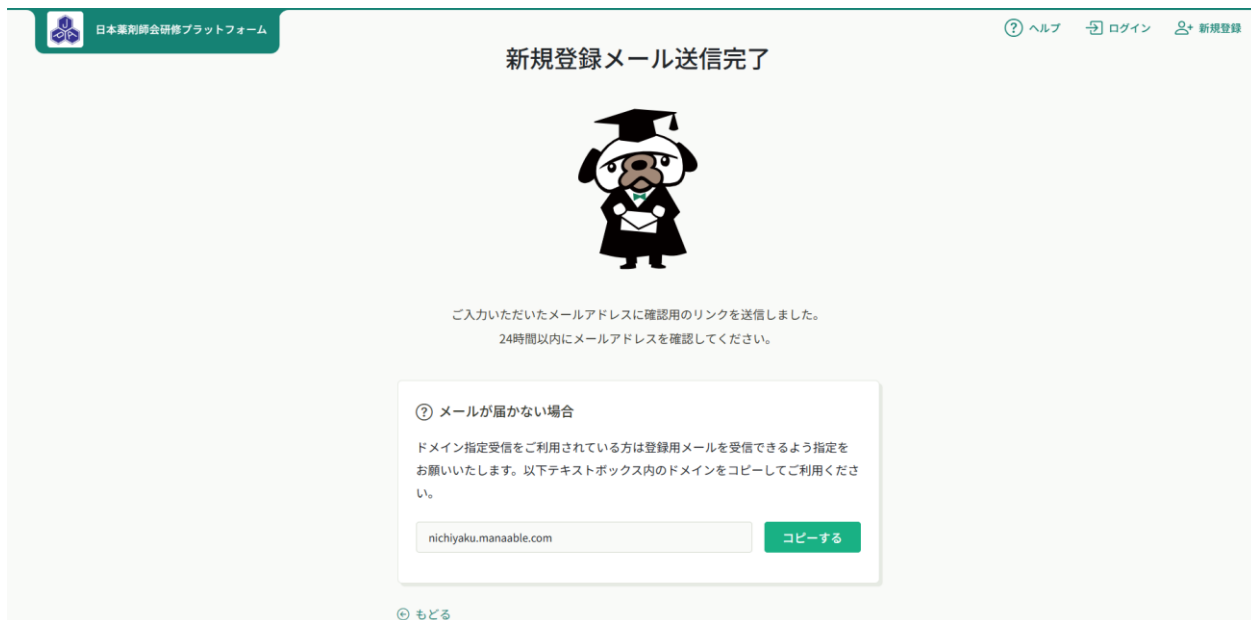 日本薬剤師会研修プラットフォーム
ヘルプ
ログイン
新規登録
新規登録メール送信完了
ご入力いただいたメールアドレスに確認用のリンクを送信しました。
24時間以内にメールアドレスを確認してください。
メールが届かない場合
ドメイン指定受信をご利用されている方は登録用メールを受信できるよう指定を
お願いいたします。以下テキストボックス内のドメインをコピーしてご利用くださ
い。
nichiyaku.manaable.com
コピーする
もどる